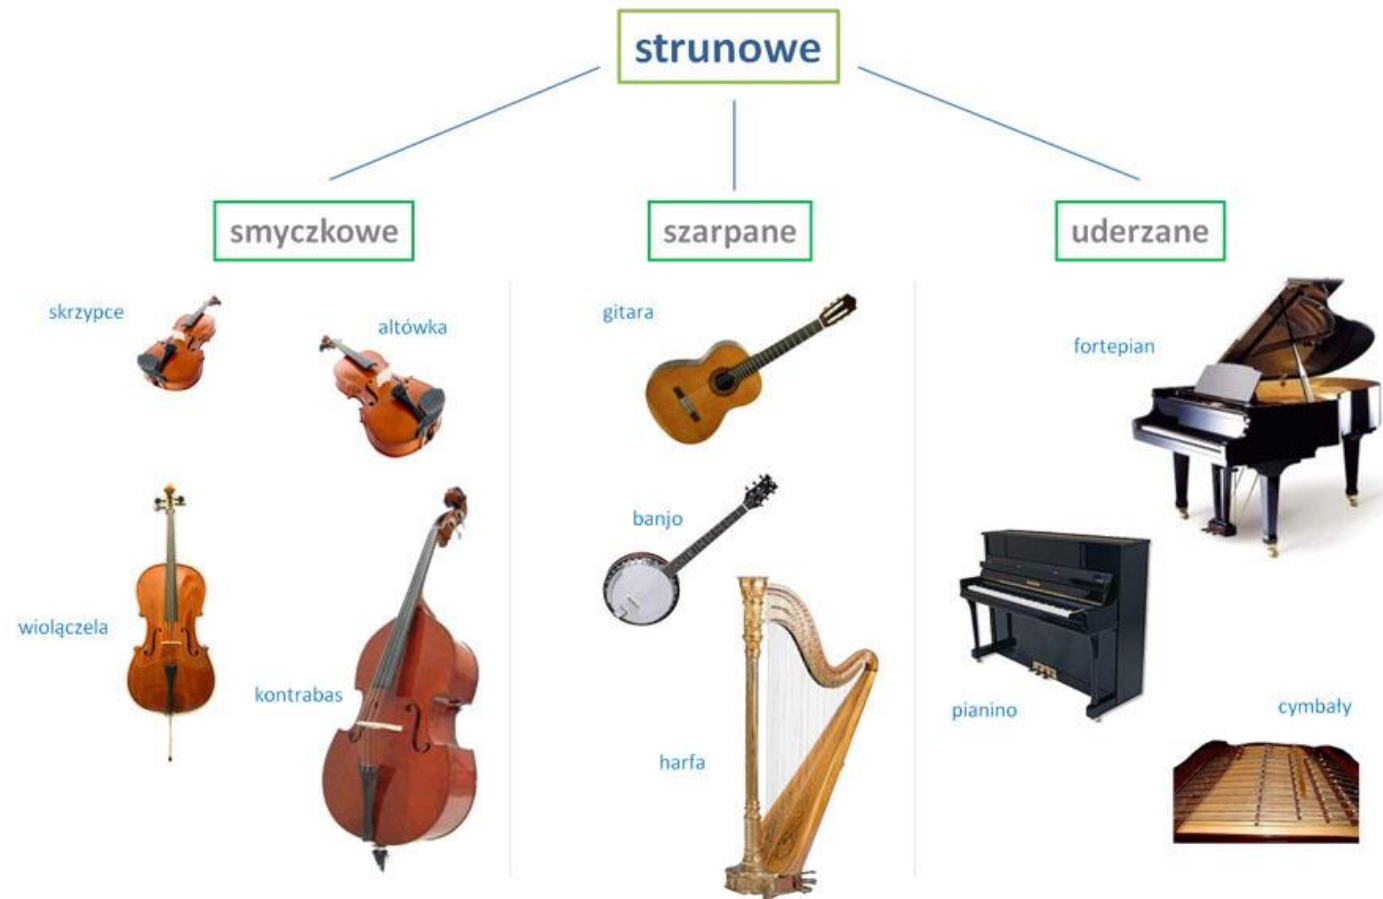 strunowe
smyczkowe
szarpane
uderzane
skrzypce
altówka
wiolączela
kontrabas
gitara
banjo
harfa
fortepian
pianino
cymbały